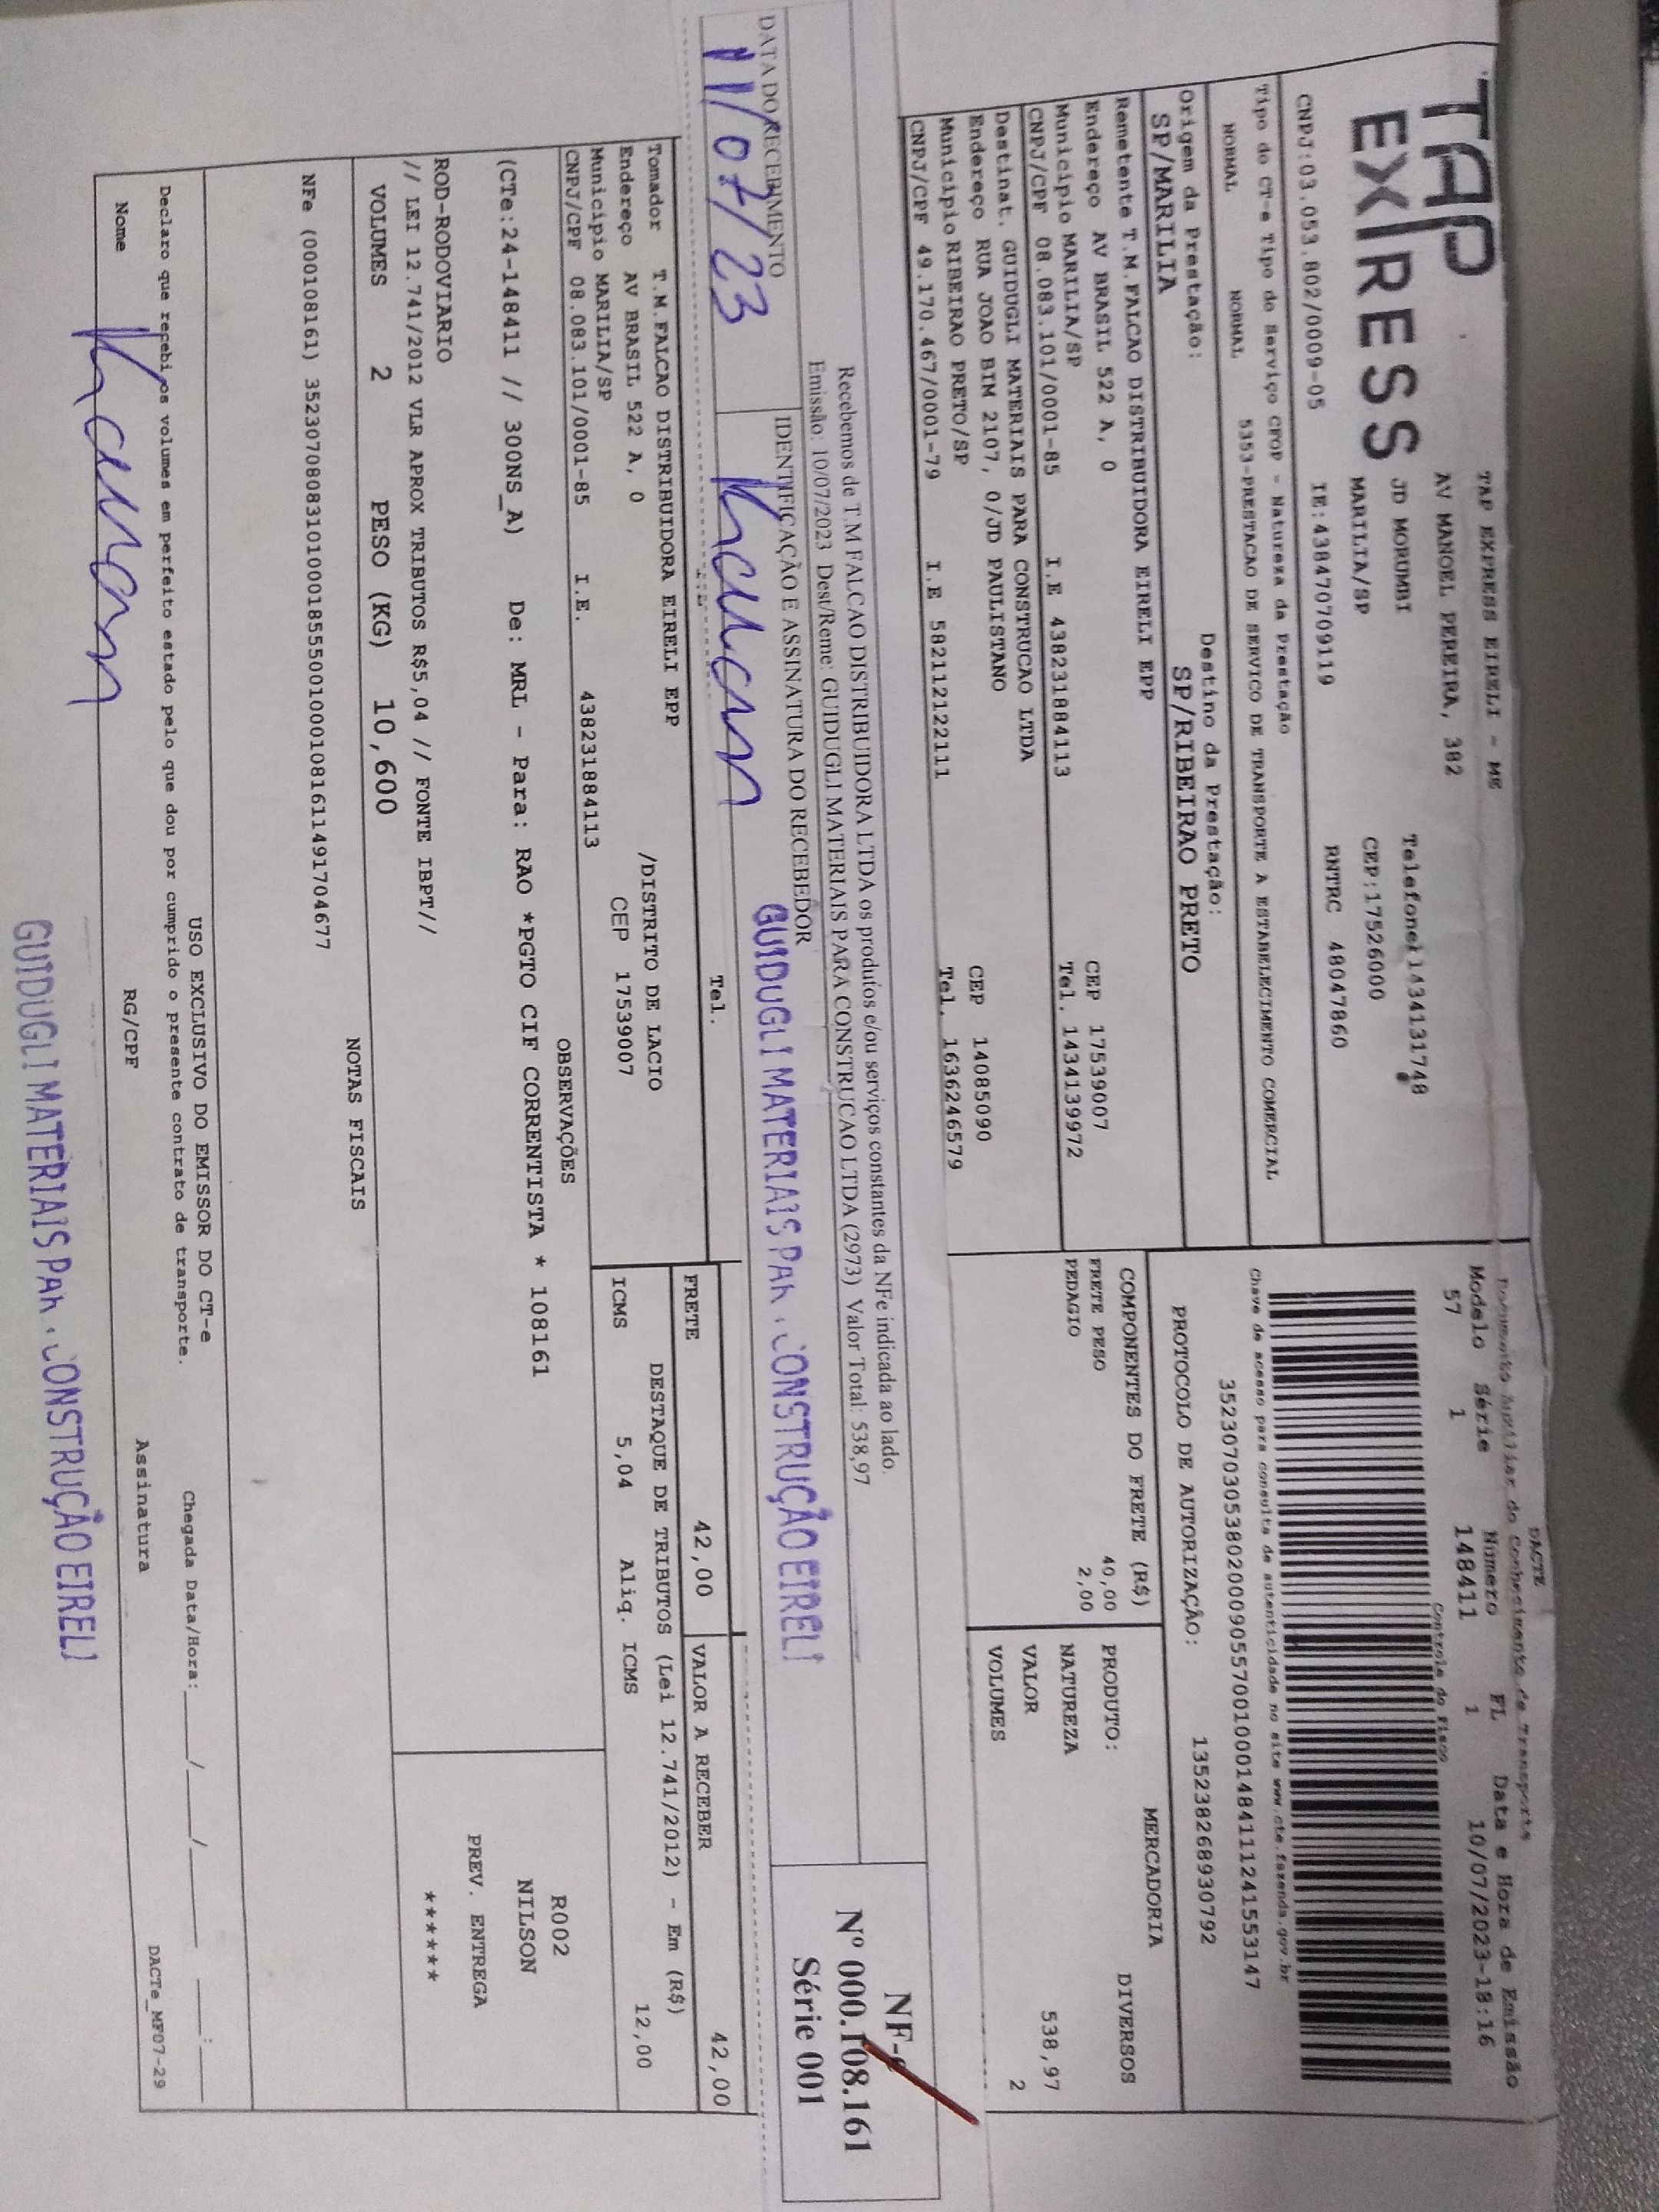 TAP
EXPRESS
TAP EXPRESS EIRELI - ME
AV MANOEL PEREIRA, 382
JD MORUMBI
MARILIA/SP
Telefone:1434131748
CEP:17526000
CNPJ:03.053.802/0009-05 IE:438470709119 RNTRC 48047860
DACTE
Documento Auxiliar do Conhecimento de Transporte
Modelo Série Número FL Data e Hora de Emissão
57 1 148411 1 10/07/2023-18:16
Controle do Fisco
Chave de acesso para consulta de autenticidade no site www.cte.fazenda.gov.br
Tipo do CT-e Tipo do Serviço CFOP - Natureza da Prestação
NORMAL NORMAL 5353-PRESTACAO DE SERVICO DE TRANSPORTE A ESTABELECIMENTO COMERCIAL
PROTOCOLO DE AUTORIZAÇÃO: 135238268930792
Origem da Prestação: Destino da Prestação:
SP/MARILIA SP/RIBEIRAO PRETO
Remetente T.M.FALCAO DISTRIBUIDORA EIRELI EPP
Endereço AV BRASIL 522 A, 0 CEP 17539007
Municipio MARILIA/SP Tel. 1434139972
CNPJ/CPF 08.083.101/0001-85 I.E 438231884113
Destinat. GUIDUGLI MATERIAIS PARA CONSTRUCAO LTDA
Endereço RUA JOAO BIM 2107, 0/JD PAULISTANO CEP 14085090
Municipio RIBEIRAO PRETO/SP Tel. 1636246579
CNPJ/CPF 49.170.467/0001-79 I.E 582112122111
COMPONENTES DO FRETE (R$)
FRETE PESO 40,00
PEDAGIO 2,00
MERCADORIA
PRODUTO: DIVERSOS
NATUREZA
VALOR 538,97
VOLUMES 2
Recebemos de T.M FALCAO DISTRIBUIDORA LTDA os produtos e/ou serviços constantes da NFe indicada ao lado.
Emissão: 10/07/2023 Dest/Reme: GUIDUGLI MATERIAIS PARA CONSTRUCAO LTDA (2973) Valor Total: 538,97
DATA DO RECEBIMENTO IDENTIFICAÇÃO E ASSINATURA DO RECEBEDOR
11/07/23
GUIDUGLI MATERIAIS PAR CONSTRUÇÃO EIRELI
NF-e
Nº 000.108.161
Série 001
Tel.
Tomador T.M.FALCAO DISTRIBUIDORA EIRELI EPP
Endereço AV BRASIL 522 A, 0 /DISTRITO DE LACIO
Municipio MARILIA/SP CEP 17539007
CNPJ/CPF 08.083.101/0001-85 I.E. 438231884113
FRETE 42,00 VALOR A RECEBER 42,00
DESTAQUE DE TRIBUTOS (Lei 12.741/2012) - Em (R$)
ICMS 5,04 Aliq. ICMS 12,00
OBSERVAÇÕES
(CTe:24-148411 // 300NS_A) De: MRL - Para: RAO *PGTO CIF CORRENTISTA * 108161
ROD-RODOVIARIO
// LEI 12.741/2012 VLR APROX TRIBUTOS R$5,04 // FONTE IBPT//
R002
NILSON
PREV. ENTREGA
******
VOLUMES 2 PESO (KG) 10,600
NOTAS FISCAIS
NFe (000108161) 35230708083101000185550010001081611491704677
USO EXCLUSIVO DO EMISSOR DO CT-e
Declaro que recebi os volumes em perfeito estado pelo que dou por cumprido o presente contrato de transporte. Chegada Data/Hora:____/____/______ ____:____
Nome RG/CPF Assinatura
DACTe_MF07-29
GUIDUGLI MATERIAIS PAR CONSTRUÇÃO EIRELI